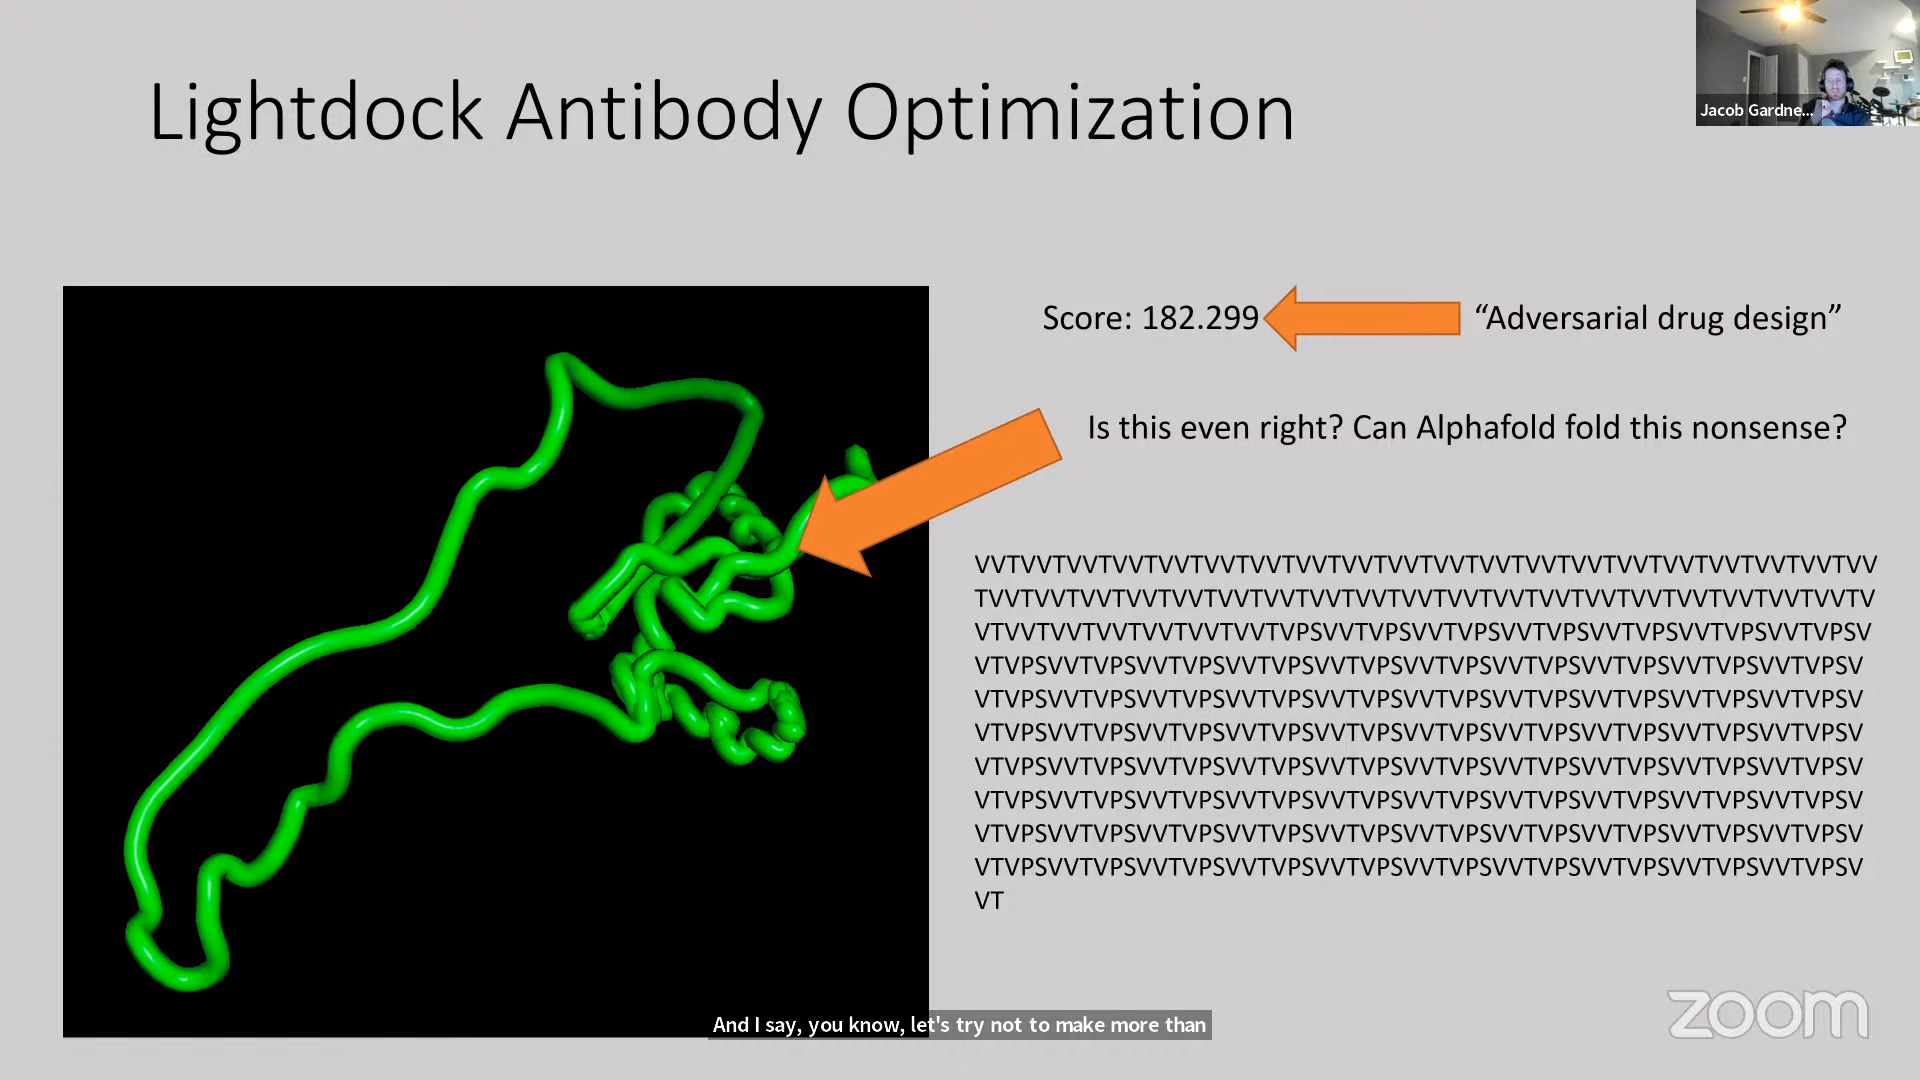 Lightdock Antibody Optimization
Jacob Gardne...
Score: 182.299
“Adversarial drug design”
Is this even right? Can Alphafold fold this nonsense?
VVTVVTVVTVVTVVTVVTVVTVVTVVTVVTVVTVVTVVTVVTVVTVVTVVTVVTVVTVV
TVVTVVTVVTVVTVVTVVTVVTVVTVVTVVTVVTVVTVVTVVTVVTVVTVVTVVTVVTV
VTVVTVVTVVTVVTVVTVVTVPSVVTVPSVVTVPSVVTVPSVVTVPSVVTVPSVVTVPSV
VTVPSVVTVPSVVTVPSVVTVPSVVTVPSVVTVPSVVTVPSVVTVPSVVTVPSVVTVPSV
VTVPSVVTVPSVVTVPSVVTVPSVVTVPSVVTVPSVVTVPSVVTVPSVVTVPSVVTVPSV
VTVPSVVTVPSVVTVPSVVTVPSVVTVPSVVTVPSVVTVPSVVTVPSVVTVPSVVTVPSV
VTVPSVVTVPSVVTVPSVVTVPSVVTVPSVVTVPSVVTVPSVVTVPSVVTVPSVVTVPSV
VTVPSVVTVPSVVTVPSVVTVPSVVTVPSVVTVPSVVTVPSVVTVPSVVTVPSVVTVPSV
VTVPSVVTVPSVVTVPSVVTVPSVVTVPSVVTVPSVVTVPSVVTVPSVVTVPSVVTVPSV
VTVPSVVTVPSVVTVPSVVTVPSVVTVPSVVTVPSVVTVPSVVTVPSVVTVPSVVTVPSV
VT
And I say, you know, let's try not to make more than
zoom